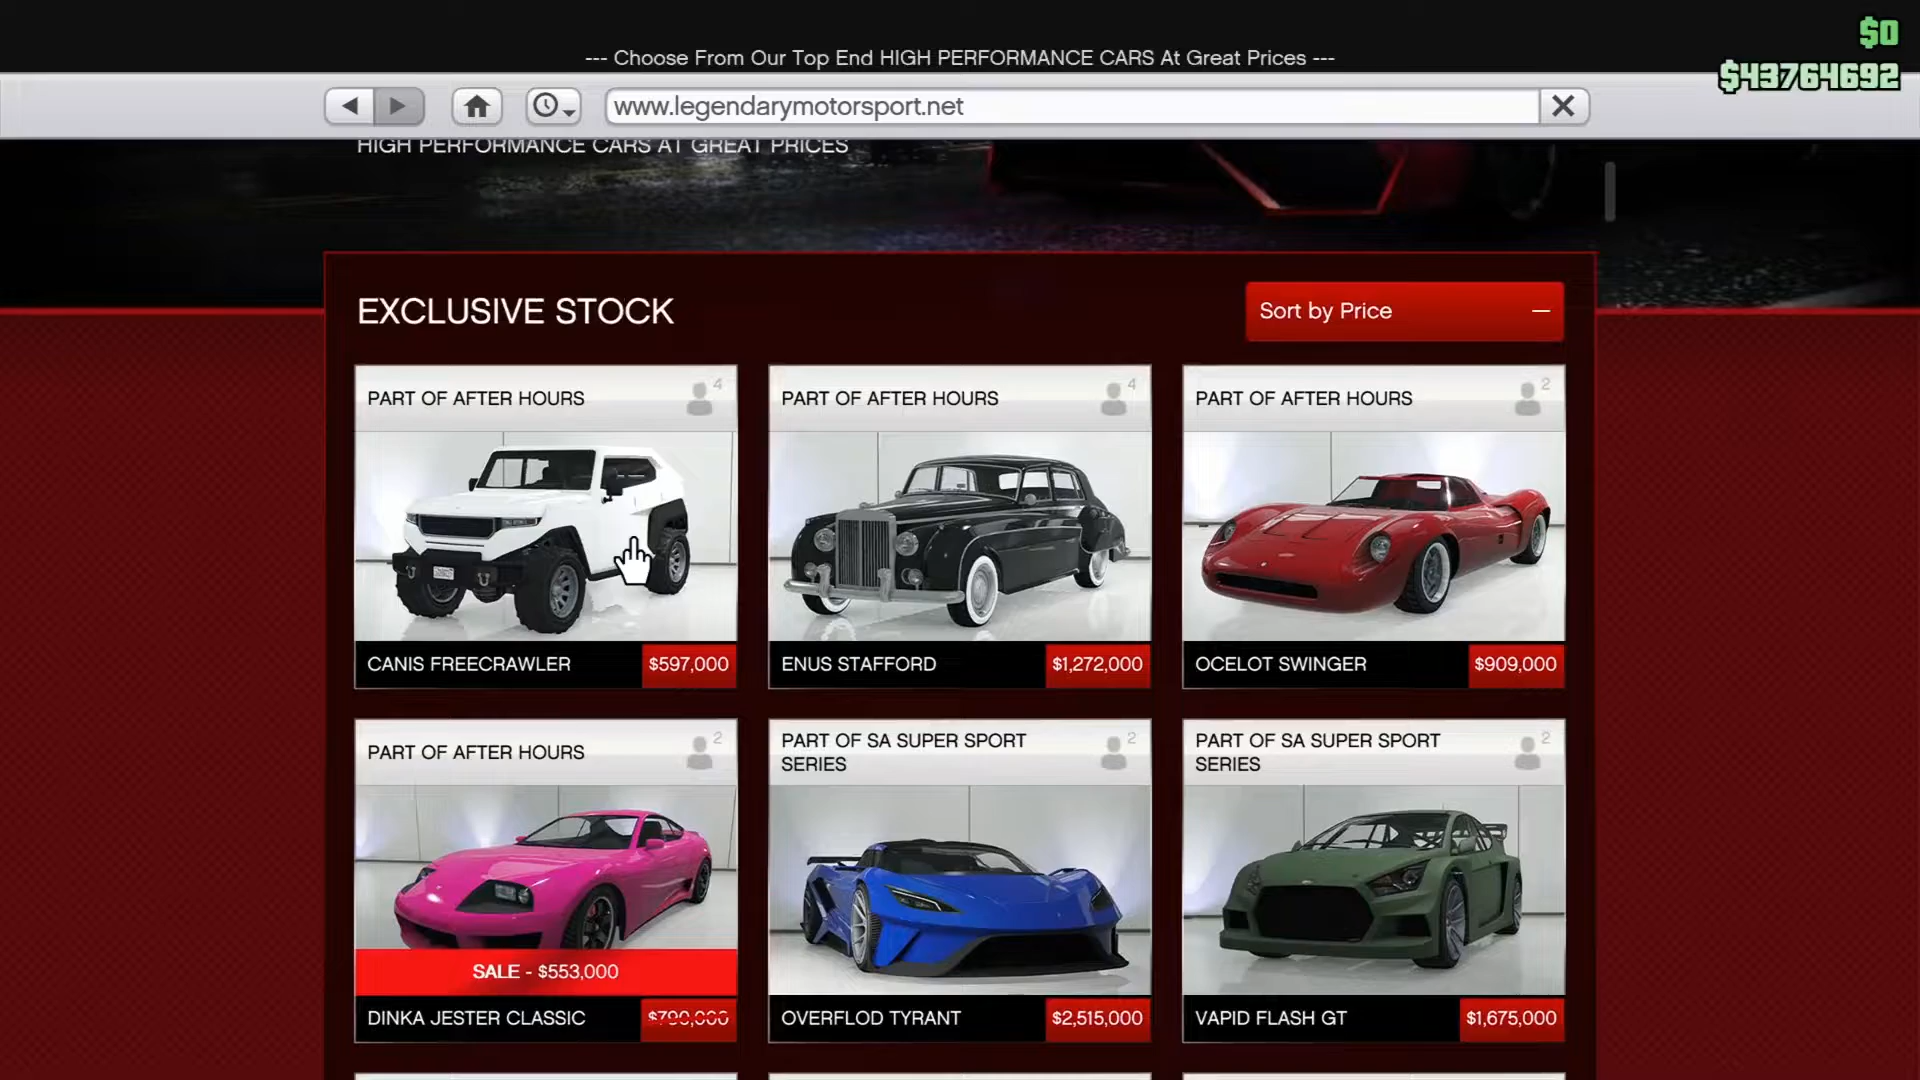 $0
--- Choose From Our Top End HIGH PERFORMANCE CARS At Great Prices ---
$43764692
www.legendarymotorsport.net
HIGH PERFORMANCE CARS AT GREAT PRICES
EXCLUSIVE STOCK
Sort by Price
PART OF AFTER HOURS
4
PART OF AFTER HOURS
4
PART OF AFTER HOURS
2
CANIS FREECRAWLER
$597,000
ENUS STAFFORD
$1,272,000
OCELOT SWINGER
$909,000
PART OF AFTER HOURS
2
PART OF SA SUPER SPORT
SERIES
2
PART OF SA SUPER SPORT
SERIES
2
SALE - $553,000
DINKA JESTER CLASSIC
$790,000
OVERFLOD TYRANT
$2,515,000
VAPID FLASH GT
$1,675,000